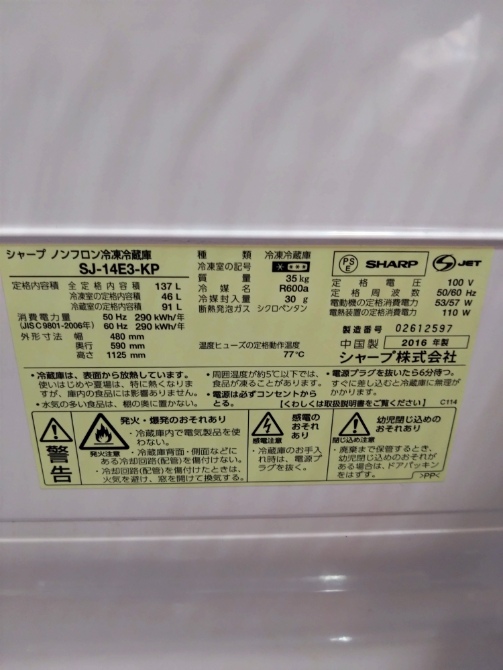 シャープ ノンフロン冷凍冷蔵庫
SJ-14E3-KP
定格内容積 全定格内容積 137 L
冷凍室の定格内容積 46 L
冷蔵室の定格内容積 91 L
消費電力量 50 Hz 290 kWh/年
(JIS C 9801-2006年) 60 Hz 290 kWh/年
外形寸法 幅 480 mm
奥行 590 mm
高さ 1125 mm
種類 冷凍冷蔵庫
冷凍室の記号
質量 35 kg
冷媒名 R600a
冷媒封入量 30 g
断熱発泡ガス シクロペンタン
温度ヒューズの定格動作温度
77℃
PS
E
SHARP
JET
定格電圧 100 V
定格周波数 50/60 Hz
電動機の定格消費電力 53/57 W
電熱装置の定格消費電力 110 W
製造番号 02612597
中国製 2016 年製
シャープ株式会社
・冷蔵庫は、表面から放熱しています。
使いはじめや夏場は、特に熱くなりますが、庫内の食品には影響ありません。
・水気の多い食品は、棚の奥に置かない。
・周囲温度が約5℃以下では、
食品が凍ることがあります。
・電源は必ずコンセントから
とる。
・電源プラグを抜いたら6分待つ。
すぐに差し込むと冷蔵庫に無理が
かかります。
【くわしくは取扱説明書をご覧ください】
C114
警告
発火・爆発のおそれあり
発火注意
・冷蔵庫内で電気製品を使
わない。
・冷蔵庫背面・側面などに
ある冷却回路(配管)を傷付けない。
・冷却回路(配管)を傷付けたときは、
火気を避け、窓を開けて換気する。
感電の
おそれあり
感電注意
・冷蔵庫のお手入
れ時は、電源プ
ラグを抜く。
幼児閉じ込めの
おそれあり
閉じ込め注意
・廃棄まで保管するとき、
幼児閉じ込めのおそれが
ある場合は、ドアパッキン
をはずす。
>PP<